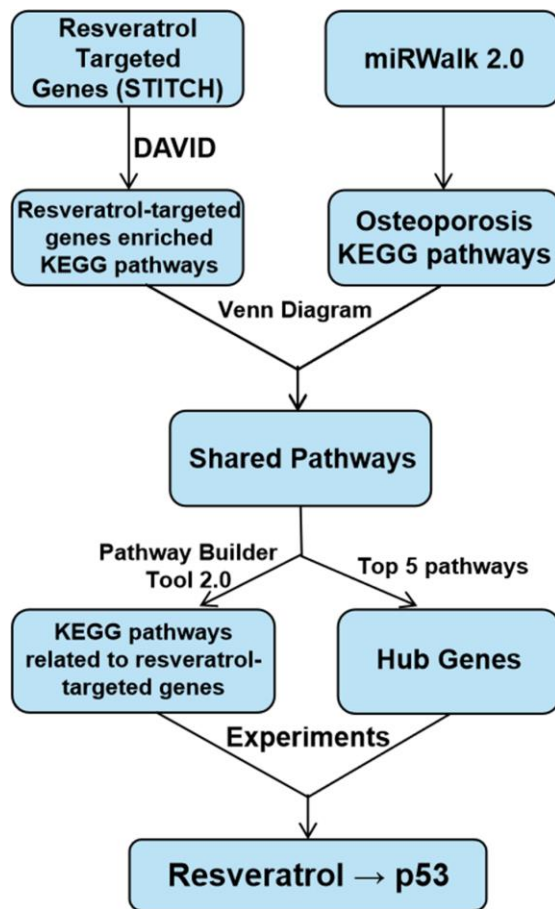 Resveratrol
Targeted
Genes (STITCH)
miRWalk 2.0
DAVID
Resveratrol-targeted
genes enriched
KEGG pathways
Osteoporosis
KEGG pathways
Venn Diagram
Shared Pathways
Pathway Builder
Tool 2.0
Top 5 pathways
KEGG pathways
related to resveratrol-
targeted genes
Hub Genes
Experiments
Resveratrol → p53